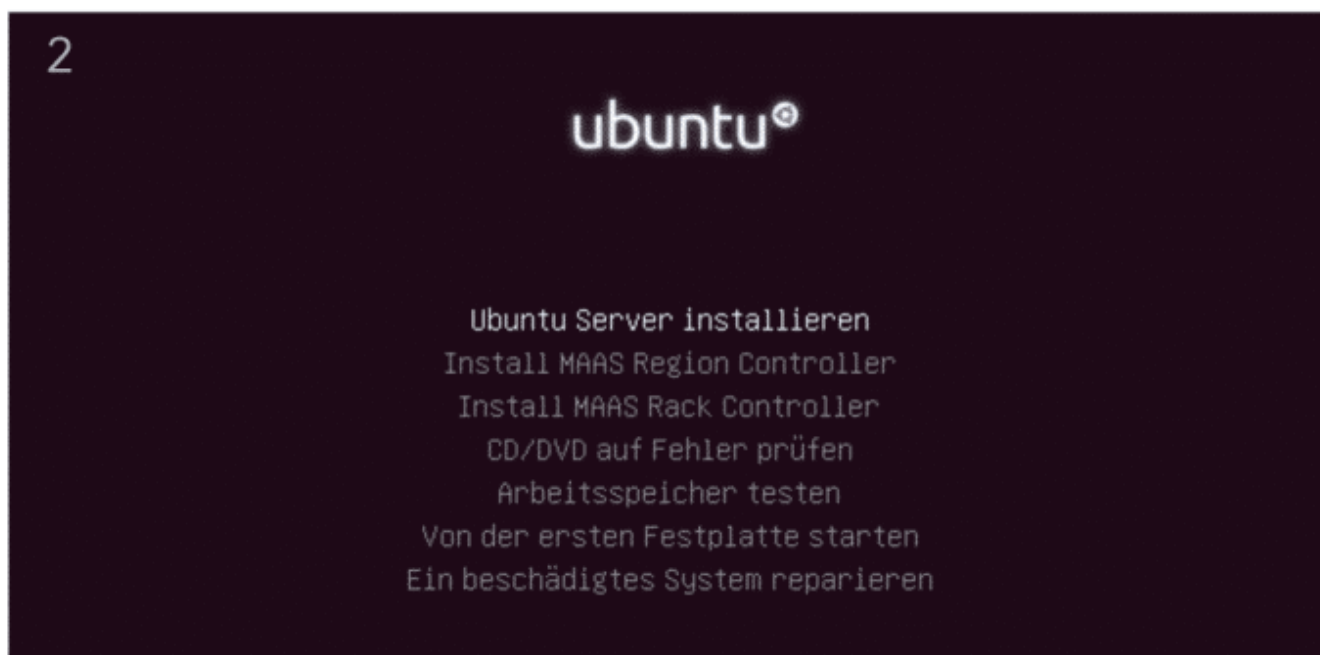 2
ubuntu
Ubuntu Server installieren
Install MAAS Region Controller
Install MAAS Rack Controller
CD/DVD auf Fehler prüfen
Arbeitsspeicher testen
Von der ersten Festplatte starten
Ein beschädigtes System reparieren